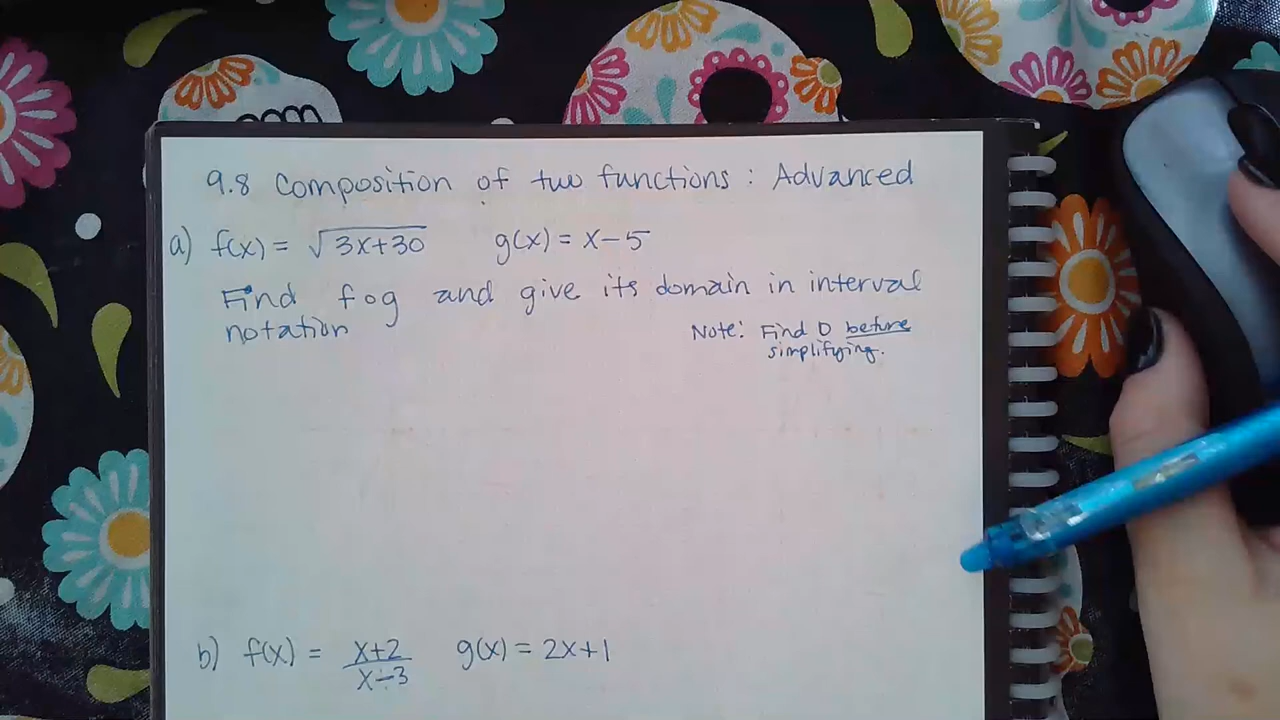 9.8 Composition of two functions: Advanced
a) f(x) = √3x+30 g(x) = x-5
Find fog and give its domain in interval
notation
Note: Find D before
simplifying.
b) f(x) = x+2/x-3 g(x) = 2x+1